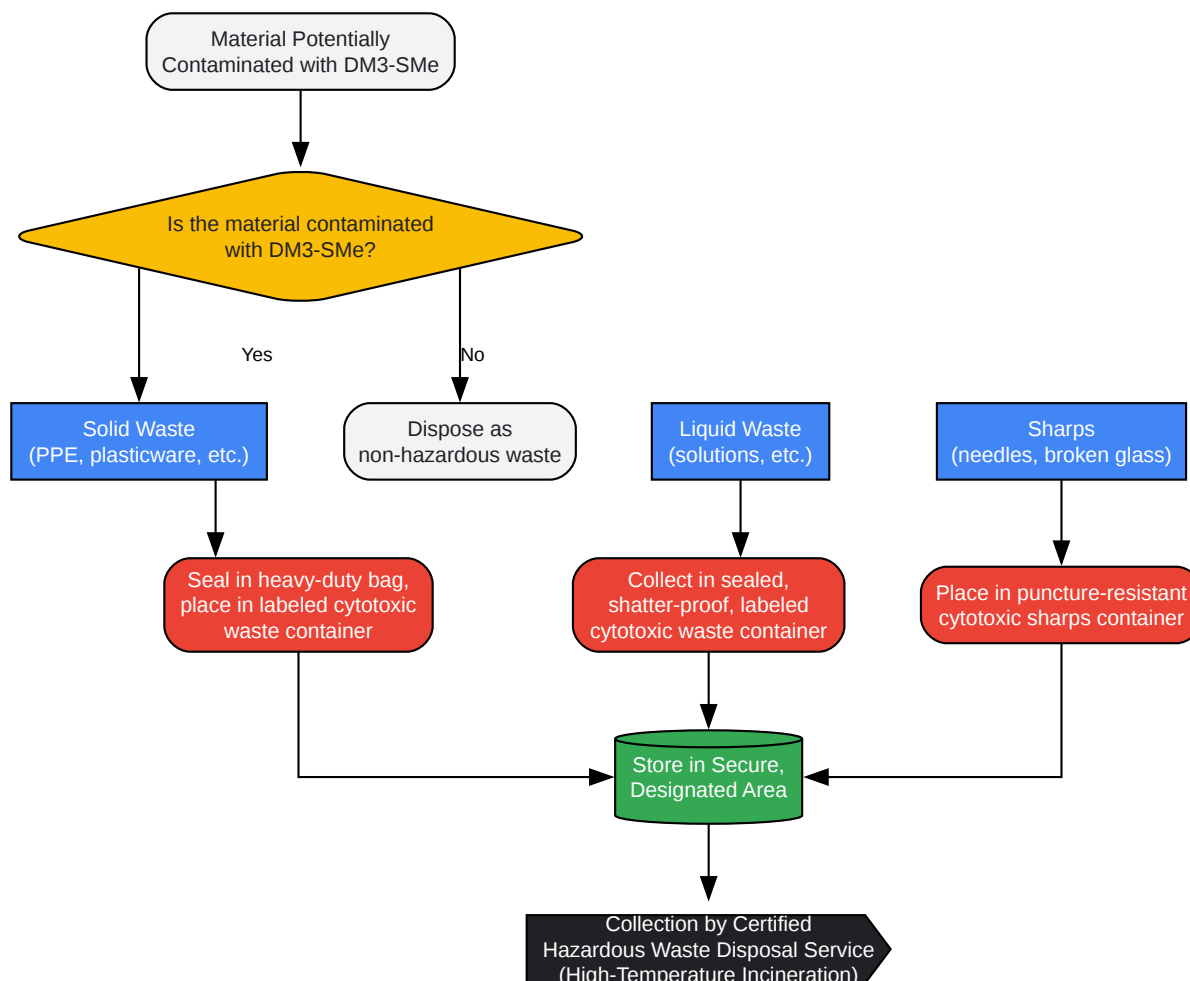 Material Potentially
Contaminated with DM3-SMe
Is the material contaminated
with DM3-SMe?
Yes
No
Solid Waste
(PPE, plasticware, etc.)
Dispose as
non-hazardous waste
Liquid Waste
(solutions, etc.)
Sharps
(needles, broken glass)
Seal in heavy-duty bag,
place in labeled cytotoxic
waste container
Collect in sealed,
shatter-proof, labeled
cytotoxic waste container
Place in puncture-resistant
cytotoxic sharps container
Store in Secure,
Designated Area
Collection by Certified
Hazardous Waste Disposal Service
(High-Temperature Incineration)